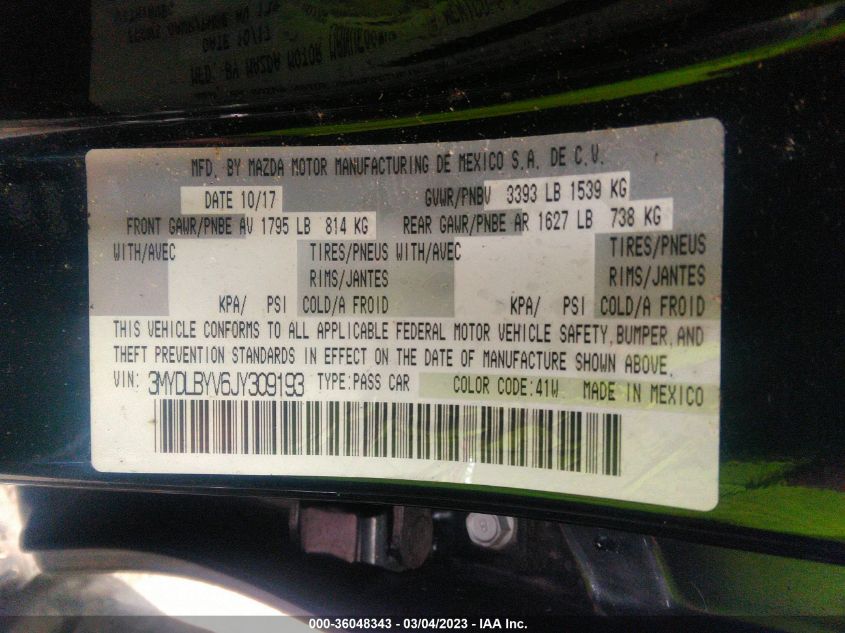 MFD. BY MAZDA MOTOR MANUFACTURING DE MEXICO S.A. DE C.V.
DATE 10/17 GVWR/PNBV 3393 LB 1539 KG
FRONT GAWR/PNBE AV 1795 LB 814 KG REAR GAWR/PNBE AR 1627 LB 738 KG
WITH/AVEC TIRES/PNEUS WITH/AVEC TIRES/PNEUS
RIMS/JANTES RIMS/JANTES
KPA/ PSI COLD/A FROID KPA/ PSI COLD/A FROID
THIS VEHICLE CONFORMS TO ALL APPLICABLE FEDERAL MOTOR VEHICLE SAFETY, BUMPER, AND
THEFT PREVENTION STANDARDS IN EFFECT ON THE DATE OF MANUFACTURE SHOWN ABOVE.
VIN: 3MYDLBYV6JY309193 TYPE:PASS CAR COLOR CODE:41W MADE IN MEXICO
000-36048343 - 03/04/2023 - IAA Inc.